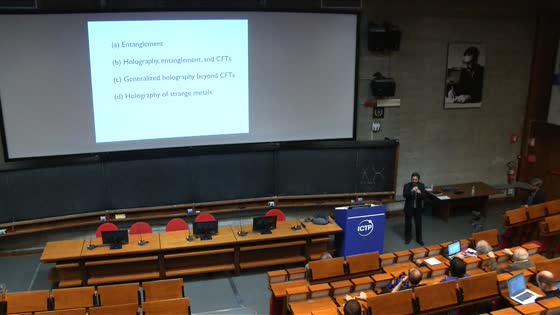 (a) Entanglement
(b) Holography, entanglement, and CFTs
(c) Generalized holography beyond CFTs
(d) Holography of strange metals
ICTP